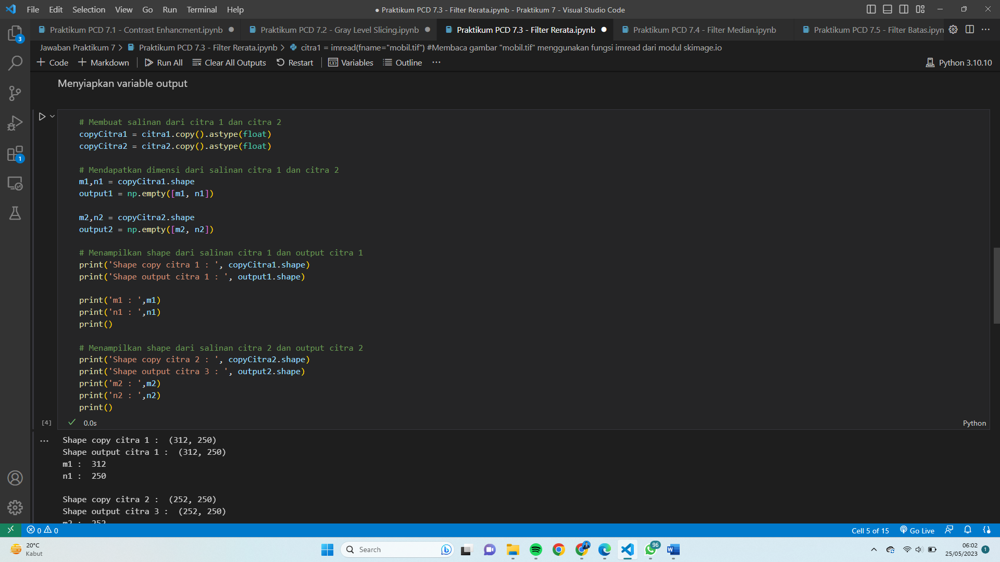 File Edit Selection View Go Run Terminal Help
● Praktikum PCD 7.3 - Filter Rerata.ipynb - Praktikum 7 - Visual Studio Code
Praktikum PCD 7.1 - Contrast Enhancment.ipynb
Praktikum PCD 7.2 - Gray Level Slicing.ipynb
Praktikum PCD 7.3 - Filter Rerata.ipynb
Praktikum PCD 7.4 - Filter Median.ipynb
Praktikum PCD 7.5 - Filter Batas.ipyn
Jawaban Praktikum 7 > Praktikum PCD 7.3 - Filter Rerata.ipynb > citra1 = imread(fname="mobil.tif") #Membaca gambar "mobil.tif" menggunakan fungsi imread dari modul skimage.io
+ Code + Markdown Run All Clear All Outputs Restart Variables Outline ···
Python 3.10.10
Menyiapkan variable output
# Membuat salinan dari citra 1 dan citra 2
copyCitra1 = citra1.copy().astype(float)
copyCitra2 = citra2.copy().astype(float)
# Mendapatkan dimensi dari salinan citra 1 dan citra 2
m1,n1 = copyCitra1.shape
output1 = np.empty([m1, n1])
m2,n2 = copyCitra2.shape
output2 = np.empty([m2, n2])
# Menampilkan shape dari salinan citra 1 dan output citra 1
print('Shape copy citra 1 : ', copyCitra1.shape)
print('Shape output citra 1 : ', output1.shape)
print('m1 : ',m1)
print('n1 : ',n1)
print()
# Menampilkan shape dari salinan citra 2 dan output citra 2
print('Shape copy citra 2 : ', copyCitra2.shape)
print('Shape output citra 3 : ', output2.shape)
print('m2 : ',m2)
print('n2 : ',n2)
print()
[4] 0.0s
Python
Shape copy citra 1 :  (312, 250)
Shape output citra 1 :  (312, 250)
m1 :  312
n1 :  250
Shape copy citra 2 :  (252, 250)
Shape output citra 3 :  (252, 250)
m2 :  252
3
1
0 0
Cell 5 of 15 Go Live
20°C
Kabut
Search
96
06:02
25/05/2023
1